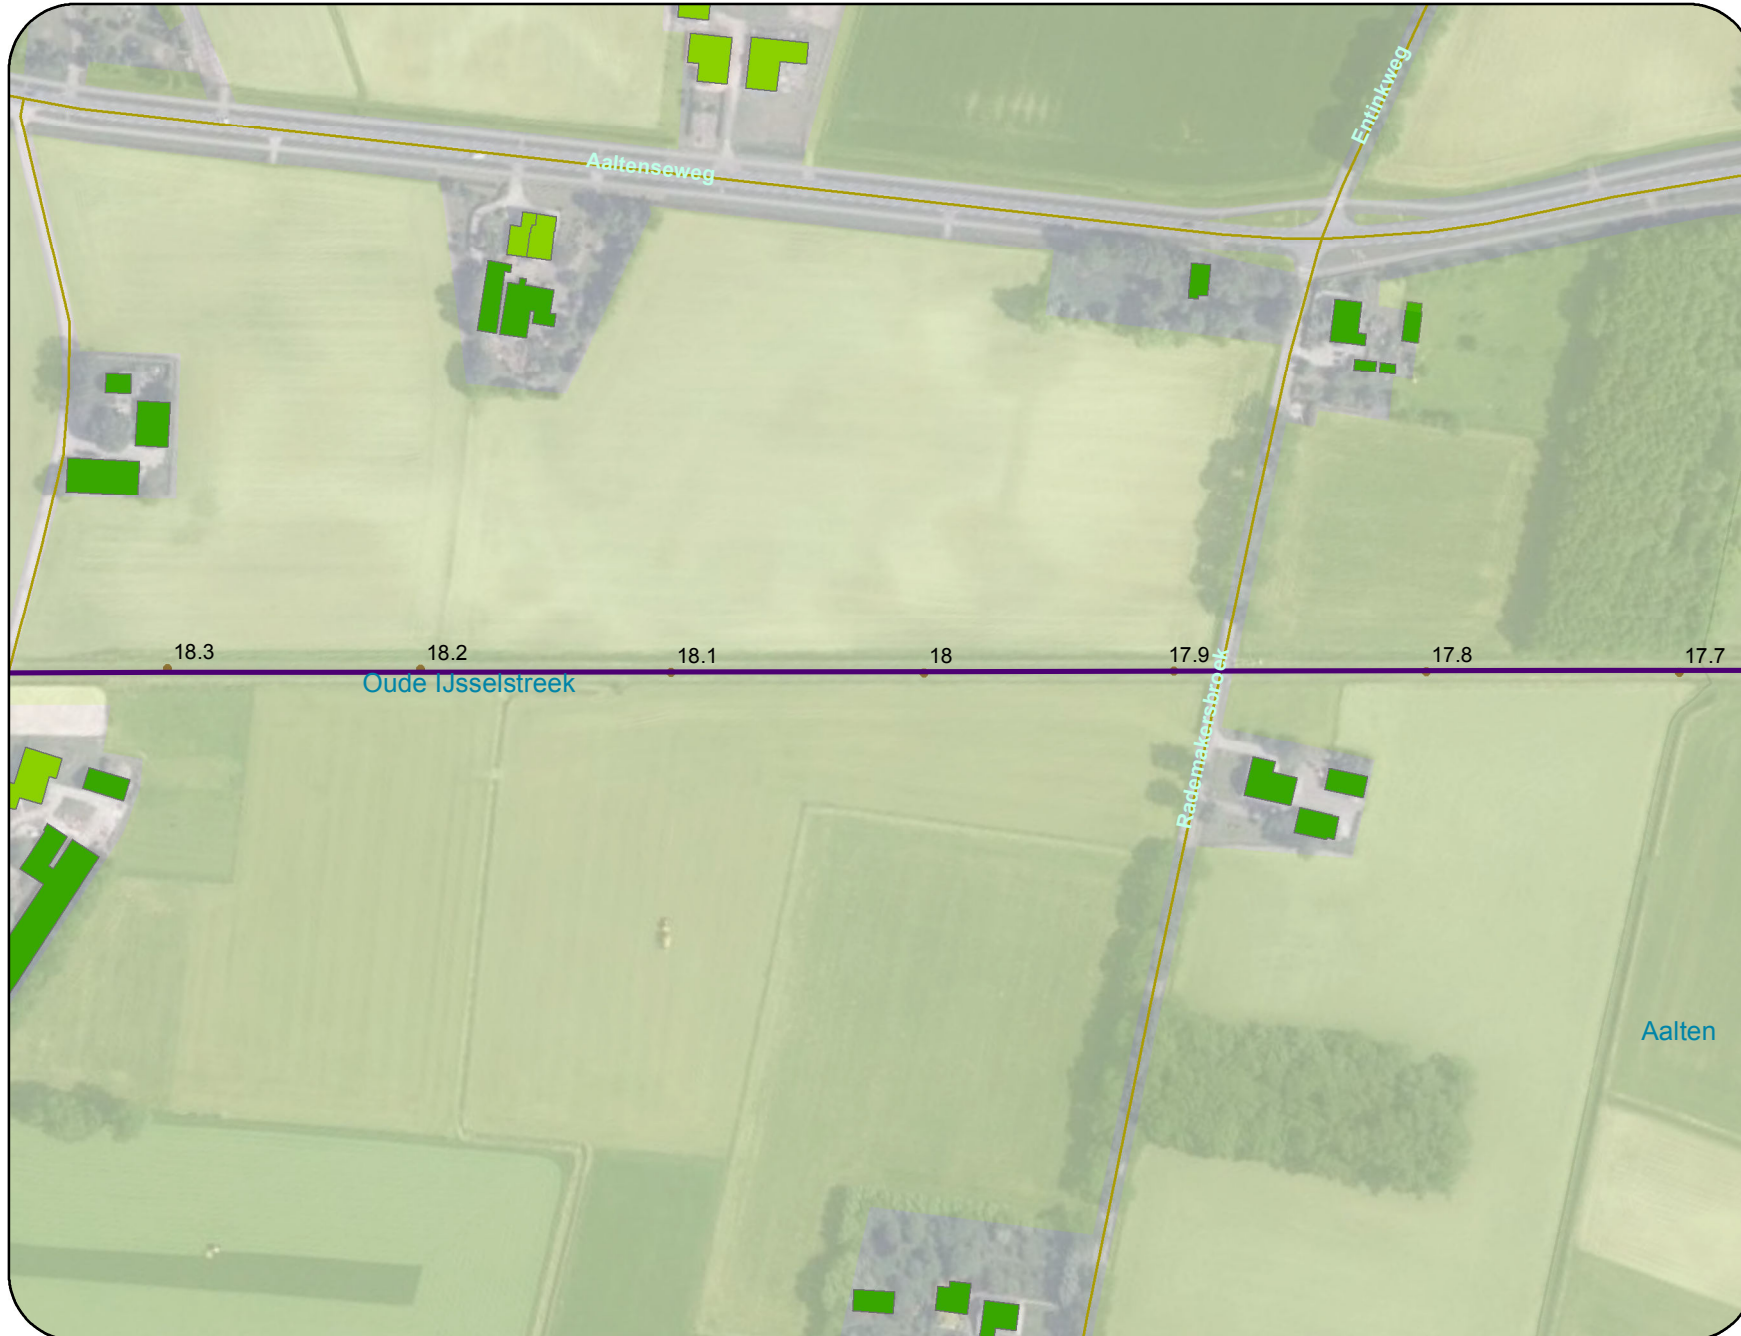 Entinkweg
Aaltenseweg
18.3
18.2
18.1
18
17.9
17.8
17.7
Oude IJsselstreek
Rademakersbroek
Aalten